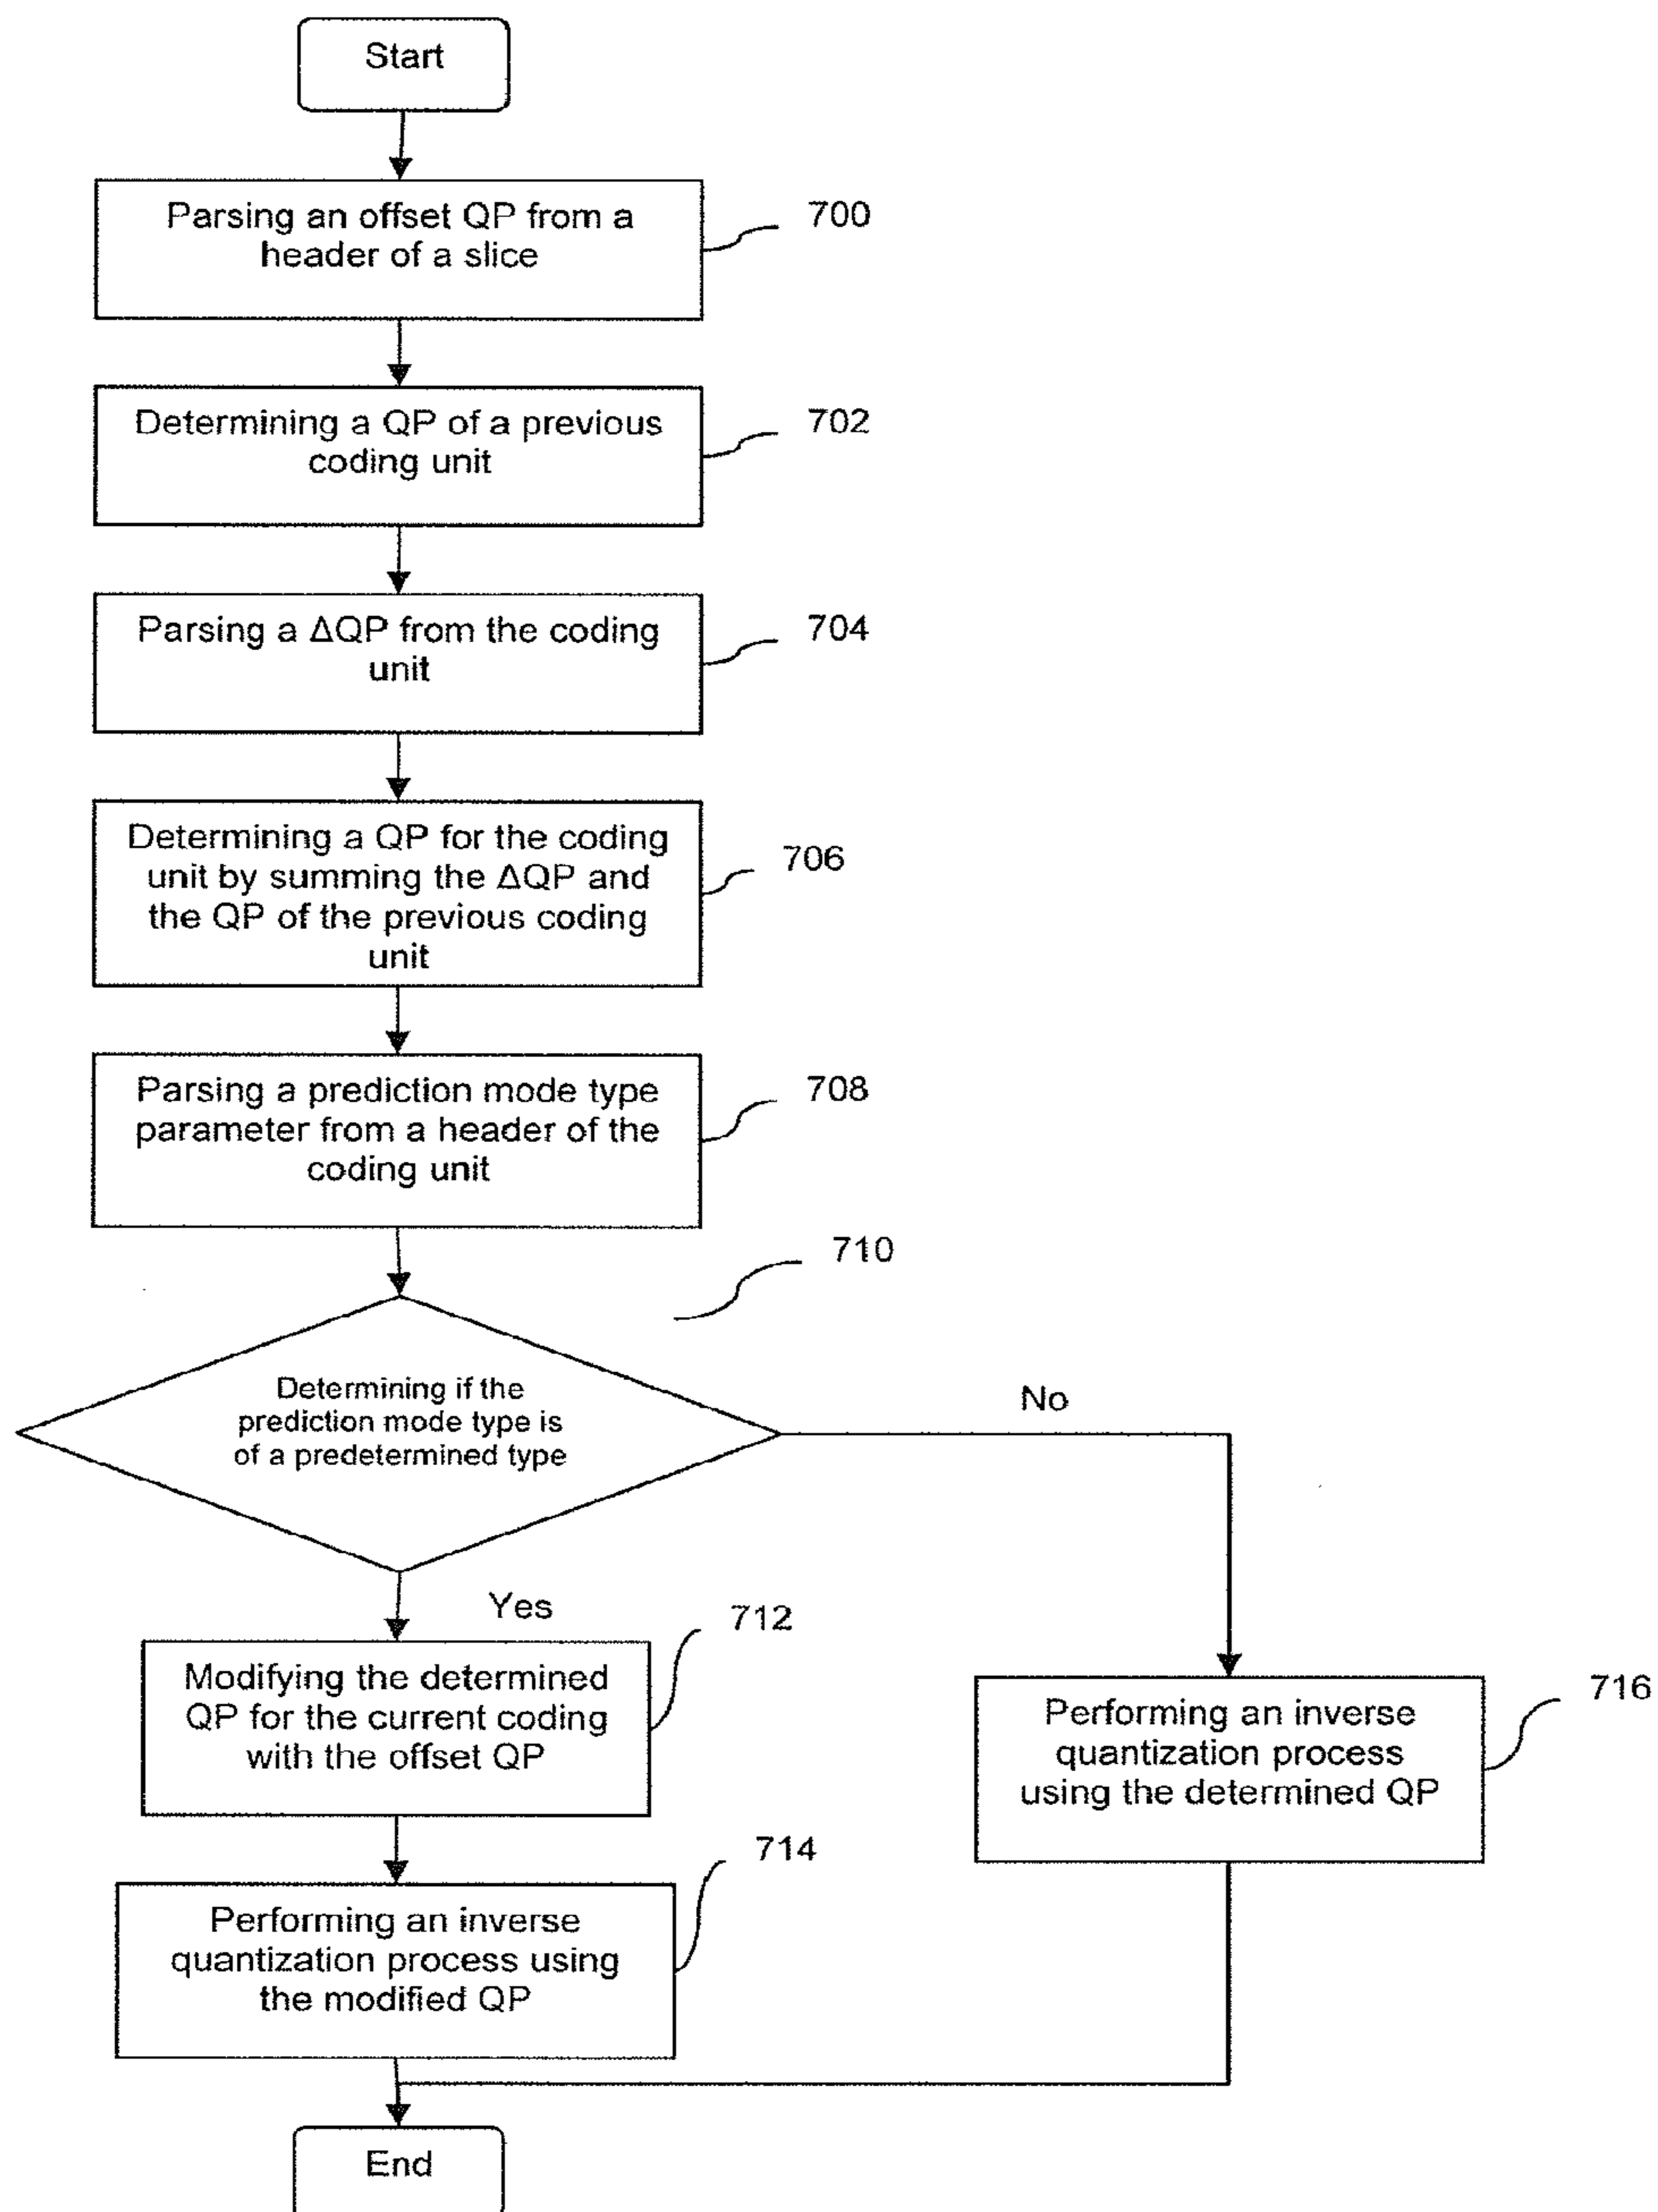 Start
Parsing an offset QP from a
header of a slice
700
Determining a QP of a previous
coding unit
702
Parsing a ΔQP from the coding
unit
704
Determining a QP for the coding
unit by summing the ΔQP and
the QP of the previous coding
unit
706
Parsing a prediction mode type
parameter from a header of the
coding unit
708
710
Determining if the
prediction mode type is
of a predetermined type
No
Yes
712
Modifying the determined
QP for the current coding
with the offset QP
716
Performing an inverse
quantization process
using the determined QP
714
Performing an inverse
quantization process using
the modified QP
End